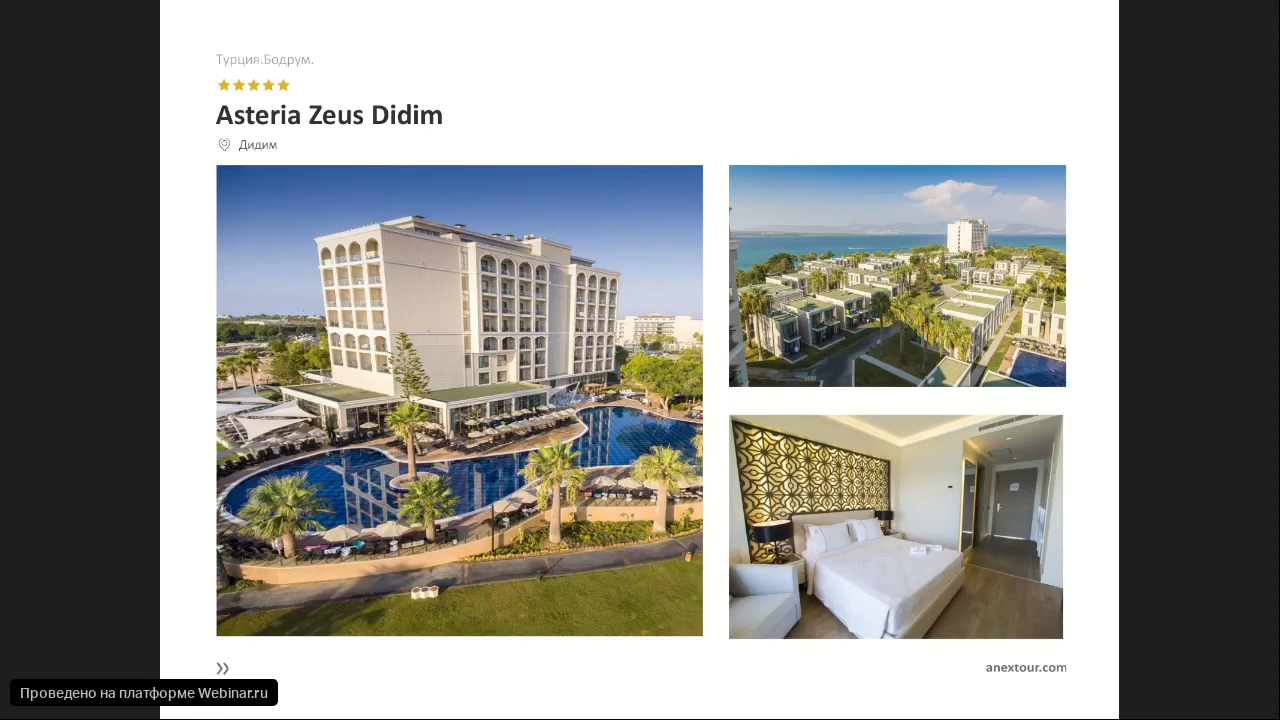 Турция.Бодрум.
Asteria Zeus Didim
Дидим
anextour.com
Проведено на платформе Webinar.ru